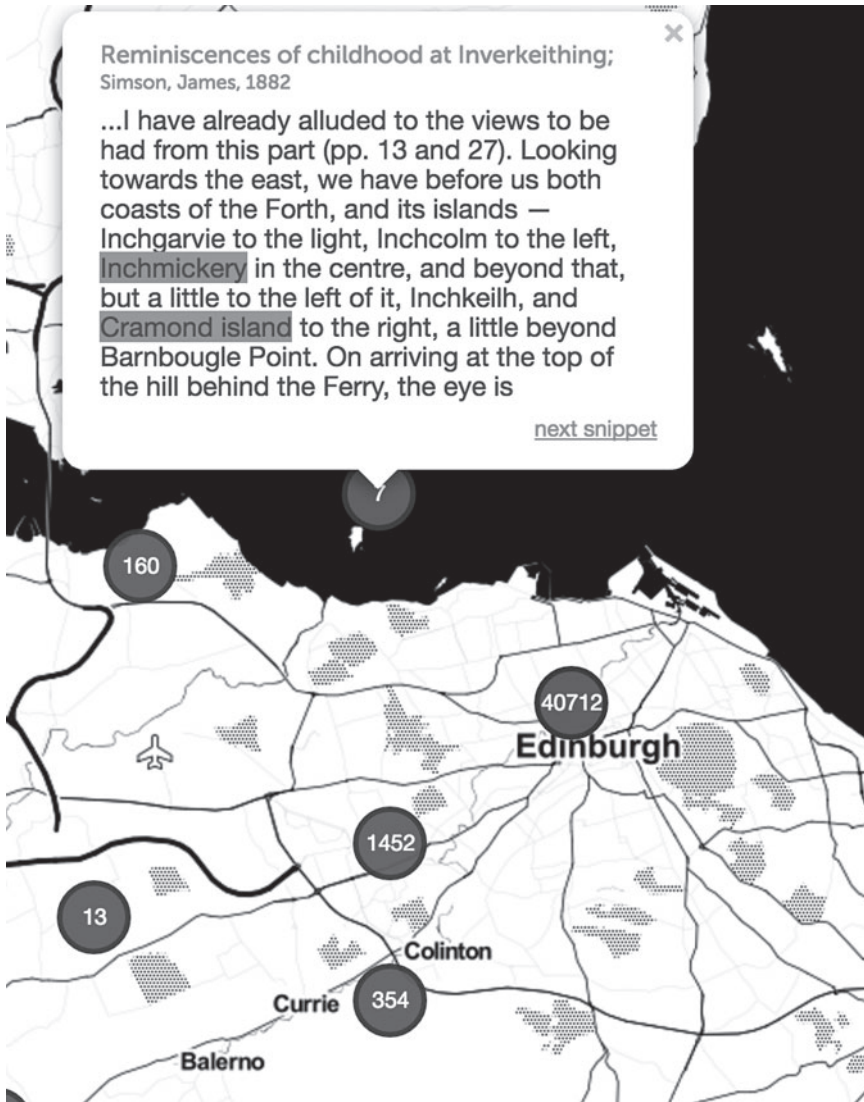 ×
Reminiscences of childhood at Inverkeithing;
Simson, James, 1882
...I have already alluded to the views to be
had from this part (pp. 13 and 27). Looking
towards the east, we have before us both
coasts of the Forth, and its islands —
Inchgarvie to the light, Inchcolm to the left,
Inchmickery in the centre, and beyond that,
but a little to the left of it, Inchkeilh, and
Cramond island to the right, a little beyond
Barnbougle Point. On arriving at the top of
the hill behind the Ferry, the eye is
next snippet
7
160
40712
Edinburgh
1452
13
Colinton
354
Currie
Balerno